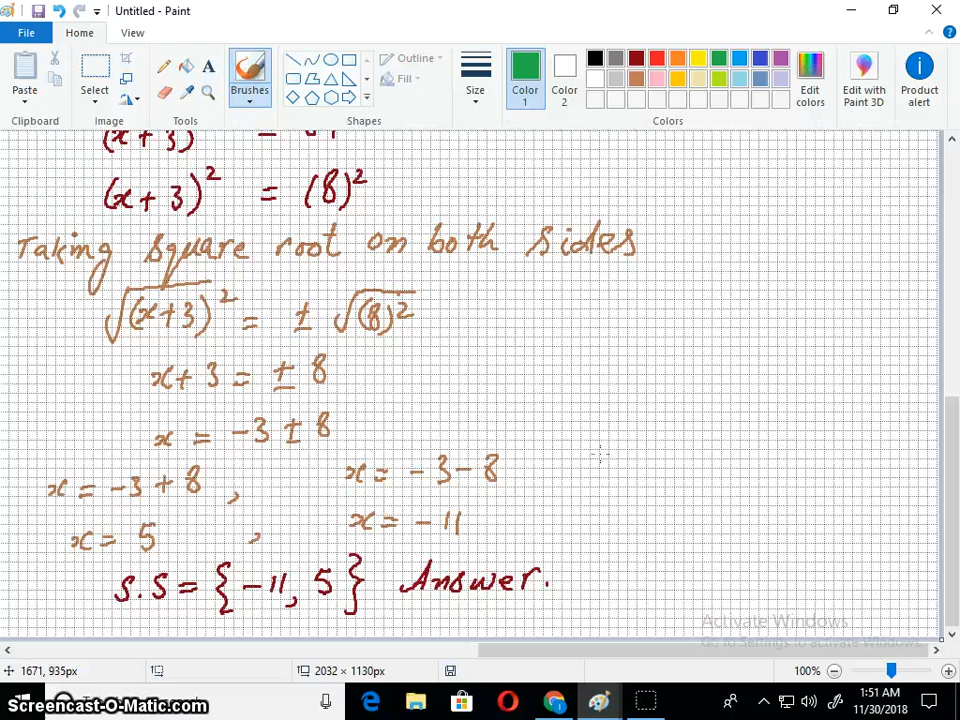 Untitled - Paint
File Home View
Paste Select Brushes Outline Fill Size Color 1 Color 2 Edit colors Edit with Paint 3D Product alert
Clipboard Image Tools Shapes Colors
(x+3)
(x+3)² = (8)²
Taking Square root on both sides
√(x+3)² = ± √(8)²
x+3 = ± 8
x = -3 ± 8
x = -3 + 8 , x = -3 - 8
x = 5 , x = -11
S.S = {-11, 5} Answer.
Activate Windows
Go to Settings to activate Windows.
1671, 935px 2032 × 1130px 100%
Screencast-O-Matic.com
1:51 AM
11/30/2018